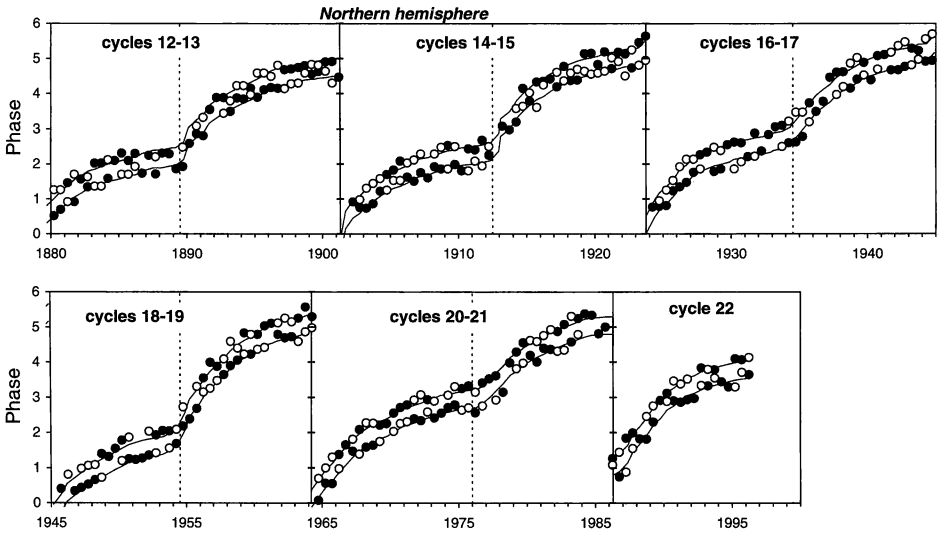 Northern hemisphere
6
5
4
3
2
1
0
Phase
cycles 12-13
cycles 14-15
cycles 16-17
1880 1890 1900 1910 1920 1930 1940
6
5
4
3
2
1
0
Phase
cycles 18-19
cycles 20-21
cycle 22
1945 1955 1965 1975 1985 1995